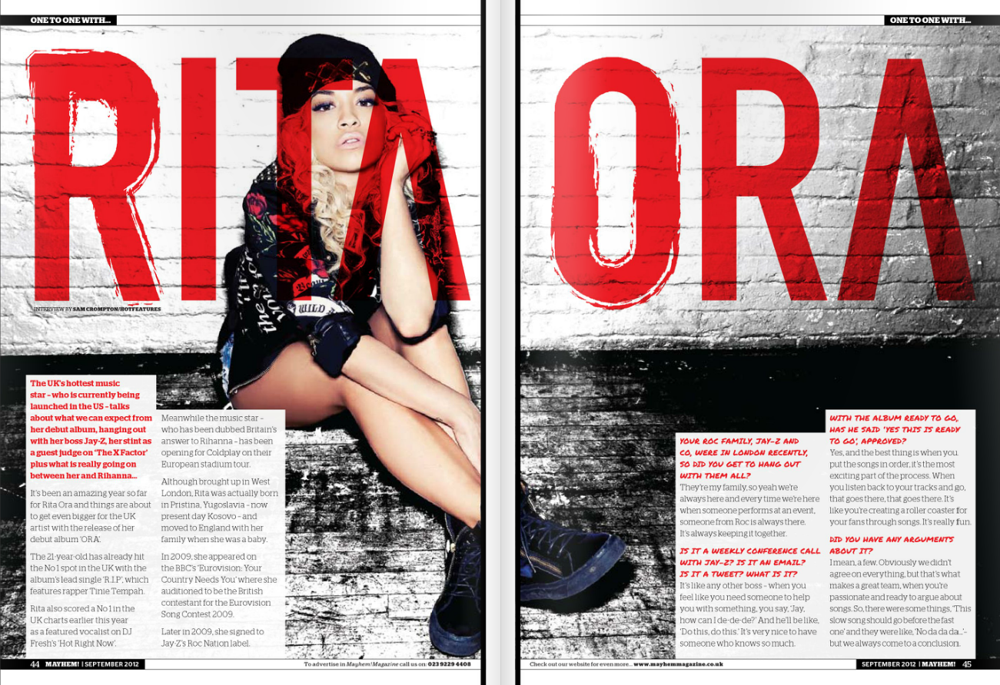 ONE TO ONE WITH...
RITA
INTERVIEW BY SAM CROMPTON/HOTFEATURES
The UK's hottest music
star – who is currently being
launched in the US – talks
about what we can expect from
her debut album, hanging out
with her boss Jay-Z, her stint as
a guest judge on 'The X Factor'
plus what is really going on
between her and Rihanna...
It's been an amazing year so far
for Rita Ora and things are about
to get even bigger for the UK
artist with the release of her
debut album 'ORA'.
The 21-year-old has already hit
the No 1 spot in the UK with the
album's lead single 'R.I.P', which
features rapper Tinie Tempah.
Rita also scored a No 1 in the
UK charts earlier this year
as a featured vocalist on DJ
Fresh's 'Hot Right Now'.
Meanwhile the music star –
who has been dubbed Britain's
answer to Rihanna – has been
opening for Coldplay on their
European stadium tour.
Although brought up in West
London, Rita was actually born
in Pristina, Yugoslavia – now
present day Kosovo – and
moved to England with her
family when she was a baby.
In 2009, she appeared on
the BBC's 'Eurovision: Your
Country Needs You' where she
auditioned to be the British
contestant for the Eurovision
Song Contest 2009.
Later in 2009, she signed to
Jay-Z's Roc Nation label.
WILD
44 MAYHEM! | SEPTEMBER 2012
To advertise in Mayhem! Magazine call us on: 023 9229 4408
ONE TO ONE WITH...
ORA
YOUR ROC FAMILY, JAY-Z AND
CO, WERE IN LONDON RECENTLY,
SO DID YOU GET TO HANG OUT
WITH THEM ALL?
They're my family, so yeah we're
always here and every time we're here
when someone performs at an event,
someone from Roc is always there.
It's always keeping it together.
IS IT A WEEKLY CONFERENCE CALL
WITH JAY-Z? IS IT AN EMAIL?
IS IT A TWEET? WHAT IS IT?
It's like any other boss – when you
feel like you need someone to help
you with something, you say, 'Jay,
how can I de-de-de?' And he'll be like,
'Do this, do this.' It's very nice to have
someone who knows so much.
WITH THE ALBUM READY TO GO,
HAS HE SAID 'YES THIS IS READY
TO GO', APPROVED?
Yes, and the best thing is when you
put the songs in order, it's the most
exciting part of the process. When
you listen back to your tracks and go,
that goes there, that goes there. It's
like you're creating a roller coaster for
your fans through songs. It's really fun.
DID YOU HAVE ANY ARGUMENTS
ABOUT IT?
I mean, a few. Obviously we didn't
agree on everything, but that's what
makes a great team, when you're
passionate and ready to argue about
songs. So, there were some things, 'This
slow song should go before the fast
one' and they were like, 'No da da da...'–
but we always come to a conclusion.
Check out our website for even more... www.mayhemmagazine.co.uk
SEPTEMBER 2012 | MAYHEM! 45